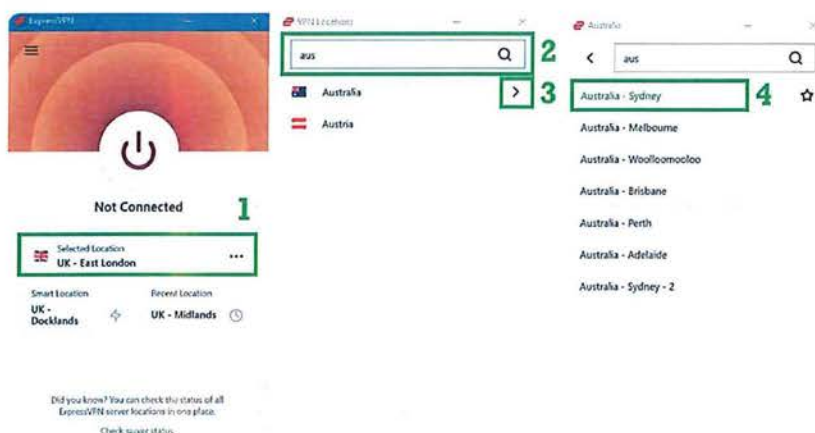 ExpressVPN
Not Connected
1
Selected Location
UK - East London
Smart Location
UK - Docklands
Recent Location
UK - Midlands
Did you know? You can check the status of all
ExpressVPN server locations in one place.
Check server status
VPN Locations
aus
2
Australia
3
Austria
Australia
aus
Australia - Sydney
4
Australia - Melbourne
Australia - Woolloomooloo
Australia - Brisbane
Australia - Perth
Australia - Adelaide
Australia - Sydney - 2